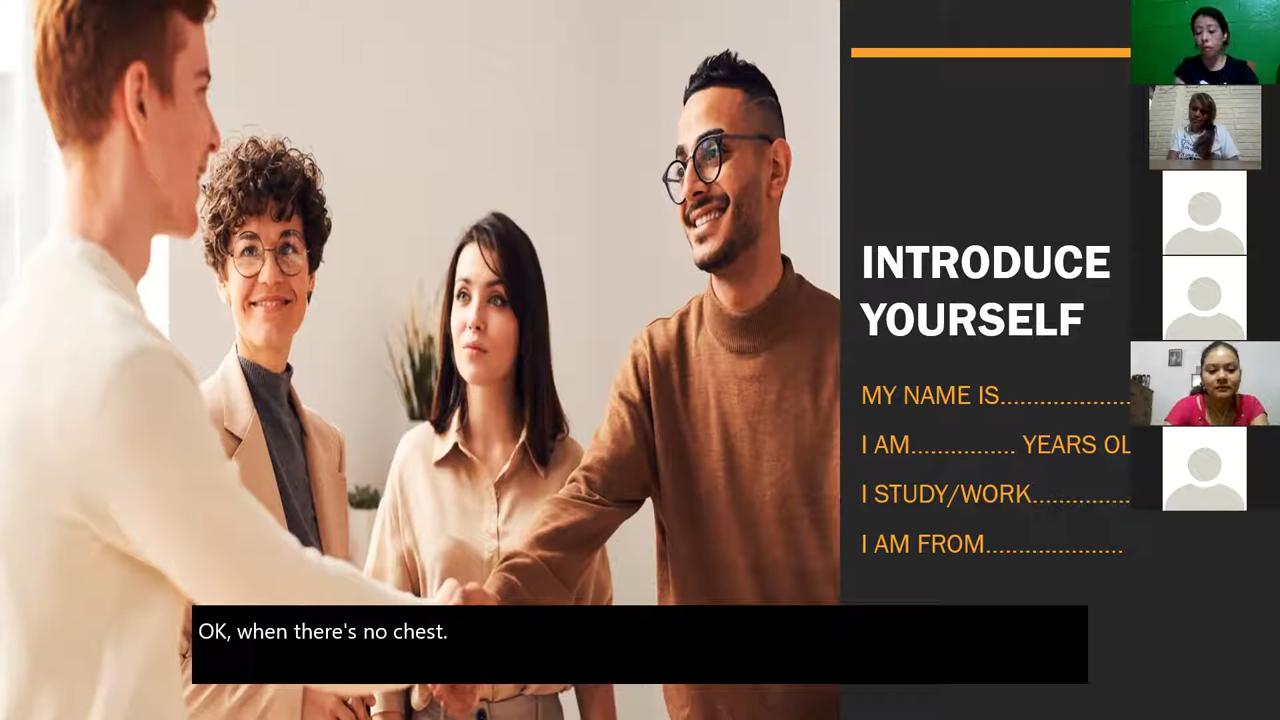 INTRODUCE
YOURSELF
MY NAME IS....................
I AM................ YEARS OL
I STUDY/WORK...............
I AM FROM.....................
OK, when there's no chest.